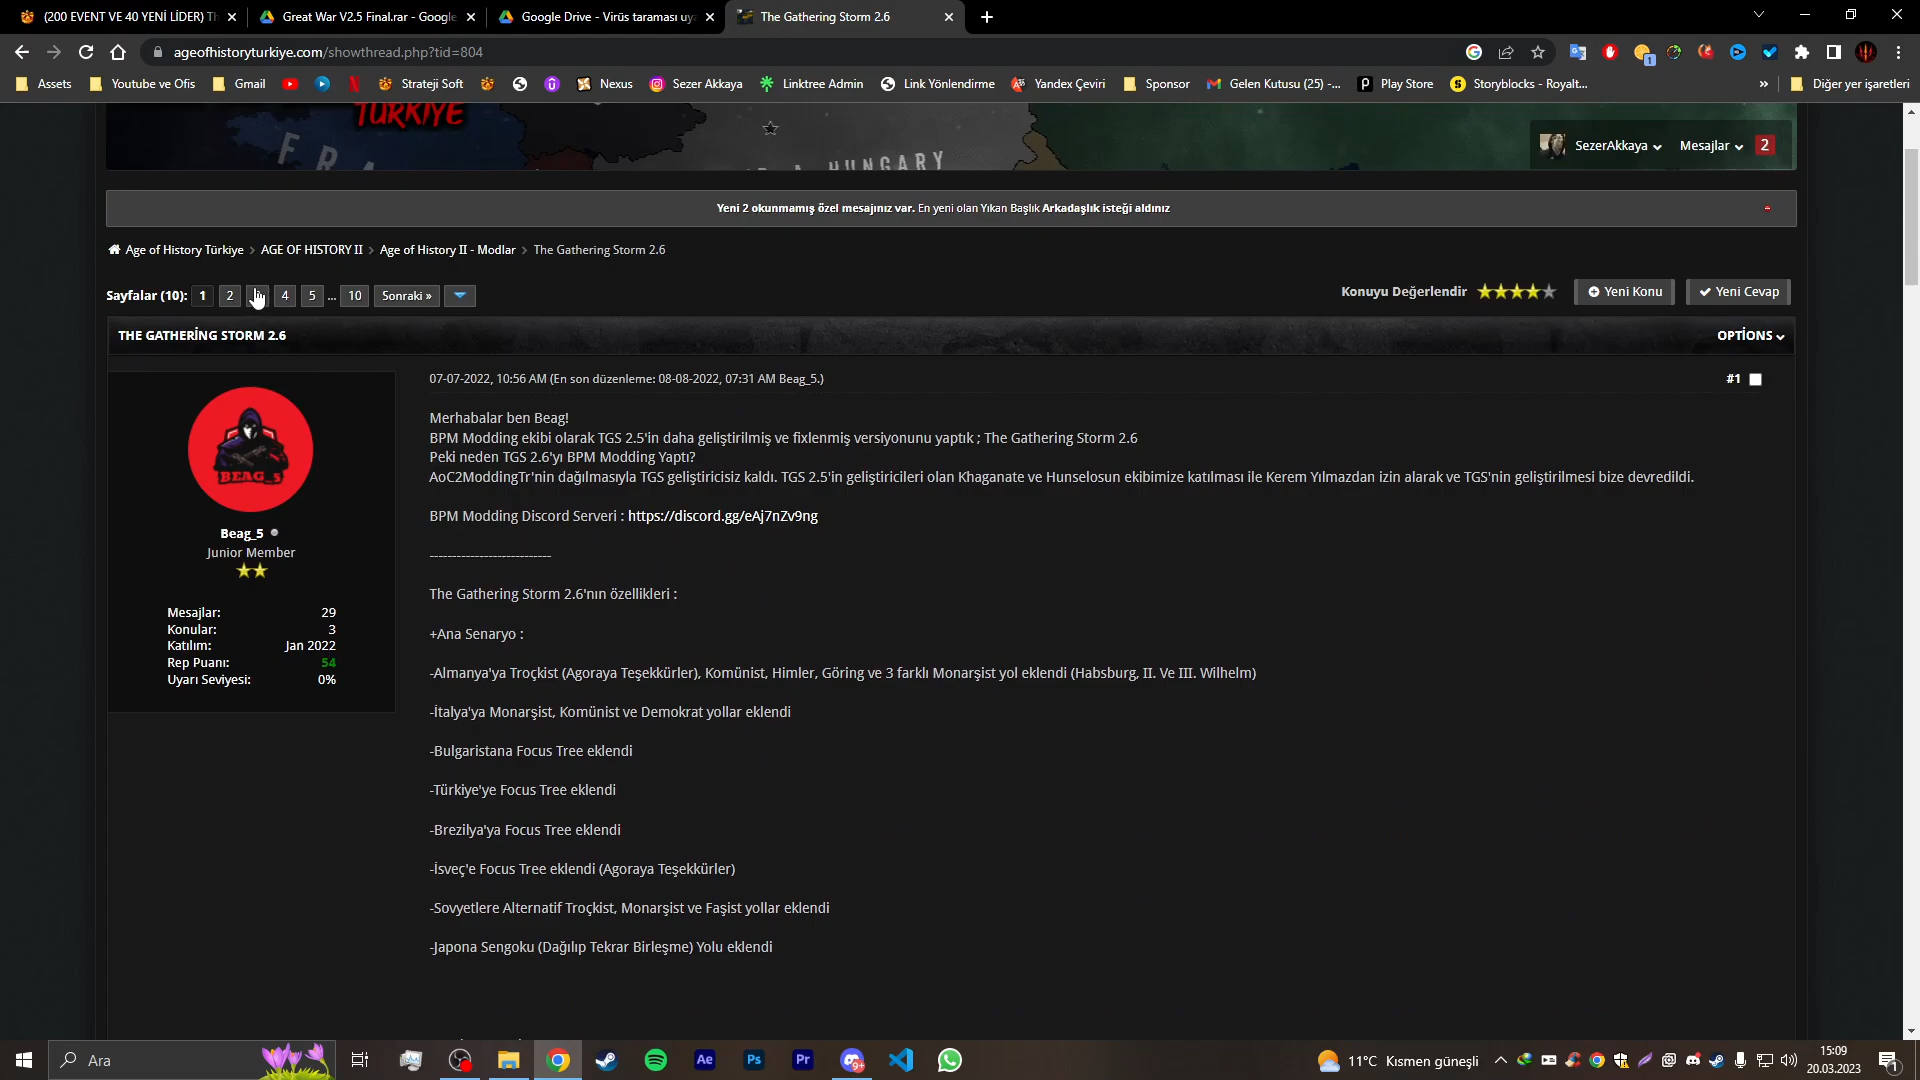 (200 EVENT VE 40 YENİ LİDER) Th
Great War V2.5 Final.rar - Google
Google Drive - Virüs taraması uya
The Gathering Storm 2.6
ageofhistoryturkiye.com/showthread.php?tid=804
Assets
Youtube ve Ofis
Gmail
Strateji Soft
Nexus
Sezer Akkaya
Linktree Admin
Link Yönlendirme
Yandex Çeviri
Sponsor
Gelen Kutusu (25) -...
Play Store
Storyblocks - Royalt...
»
Diğer yer işaretleri
TÜRKİYE
FRA
HUNGARY
SezerAkkaya
Mesajlar
2
Yeni 2 okunmamış özel mesajınız var. En yeni olan Yıkan Başlık Arkadaşlık isteği aldınız
Age of History Türkiye > AGE OF HISTORY II > Age of History II - Modlar > The Gathering Storm 2.6
Sayfalar (10): 1 2 4 5 ... 10 Sonraki »
Konuyu Değerlendir
Yeni Konu
Yeni Cevap
THE GATHERİNG STORM 2.6
OPTİONS
07-07-2022, 10:56 AM (En son düzenleme: 08-08-2022, 07:31 AM Beag_5.)
#1
BEAG_5
Beag_5
Junior Member
Mesajlar: 29
Konular: 3
Katılım: Jan 2022
Rep Puanı: 54
Uyarı Seviyesi: 0%
Merhabalar ben Beag!
BPM Modding ekibi olarak TGS 2.5'in daha geliştirilmiş ve fixlenmiş versiyonunu yaptık ; The Gathering Storm 2.6
Peki neden TGS 2.6'yı BPM Modding Yaptı?
AoC2ModdingTr'nin dağılmasıyla TGS geliştiricisiz kaldı. TGS 2.5'in geliştiricileri olan Khaganate ve Hunselosun ekibimize katılması ile Kerem Yılmazdan izin alarak ve TGS'nin geliştirilmesi bize devredildi.
BPM Modding Discord Serveri : https://discord.gg/eAj7nZv9ng
---------------------------
The Gathering Storm 2.6'nın özellikleri :
+Ana Senaryo :
-Almanya'ya Troçkist (Agoraya Teşekkürler), Komünist, Himler, Göring ve 3 farklı Monarşist yol eklendi (Habsburg, II. Ve III. Wilhelm)
-İtalya'ya Monarşist, Komünist ve Demokrat yollar eklendi
-Bulgaristana Focus Tree eklendi
-Türkiye'ye Focus Tree eklendi
-Brezilya'ya Focus Tree eklendi
-İsveç'e Focus Tree eklendi (Agoraya Teşekkürler)
-Sovyetlere Alternatif Troçkist, Monarşist ve Faşist yollar eklendi
-Japona Sengoku (Dağılıp Tekrar Birleşme) Yolu eklendi
Ara
Ae
Ps
Pr
9+
11°C Kısmen güneşli
15:09
20.03.2023
1